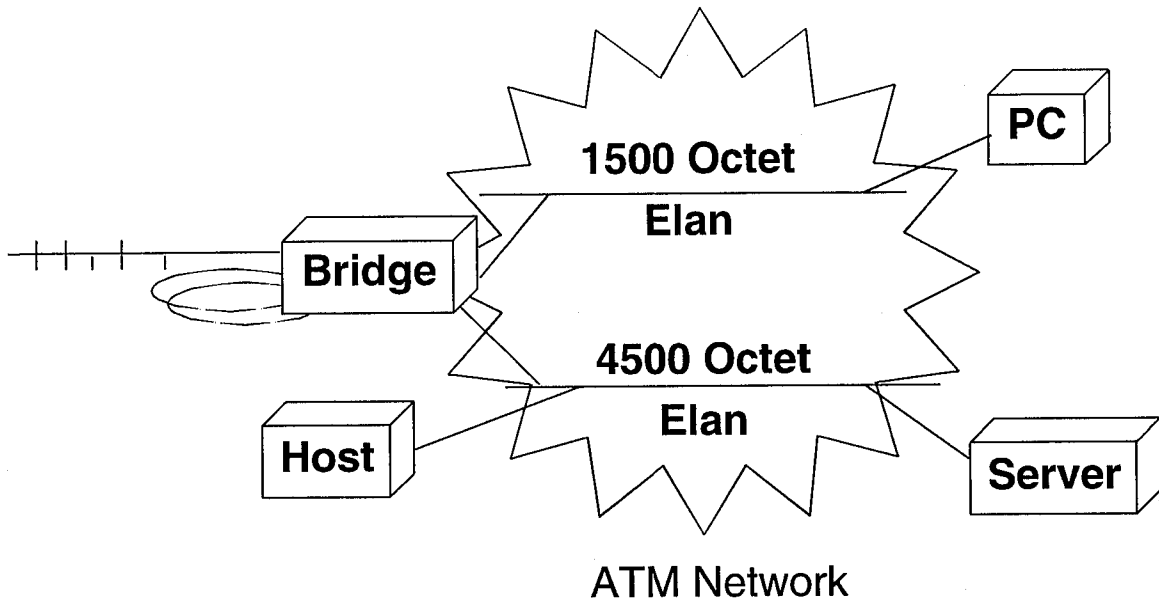 PC
1500 Octet
Elan
Bridge
4500 Octet
Elan
Host
Server
ATM Network